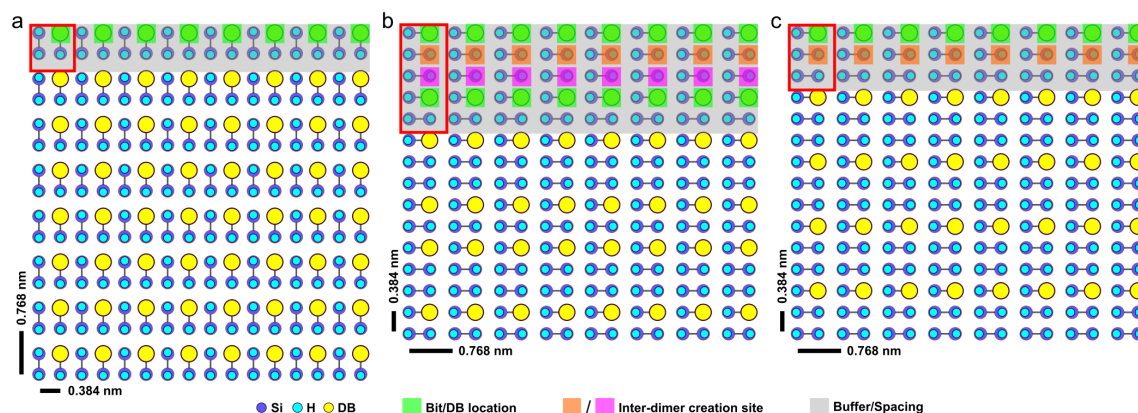 a
b
c
0.768 nm
0.384 nm
0.384 nm
0.768 nm
0.384 nm
0.768 nm
Si H DB Bit/DB location / Inter-dimer creation site Buffer/Spacing